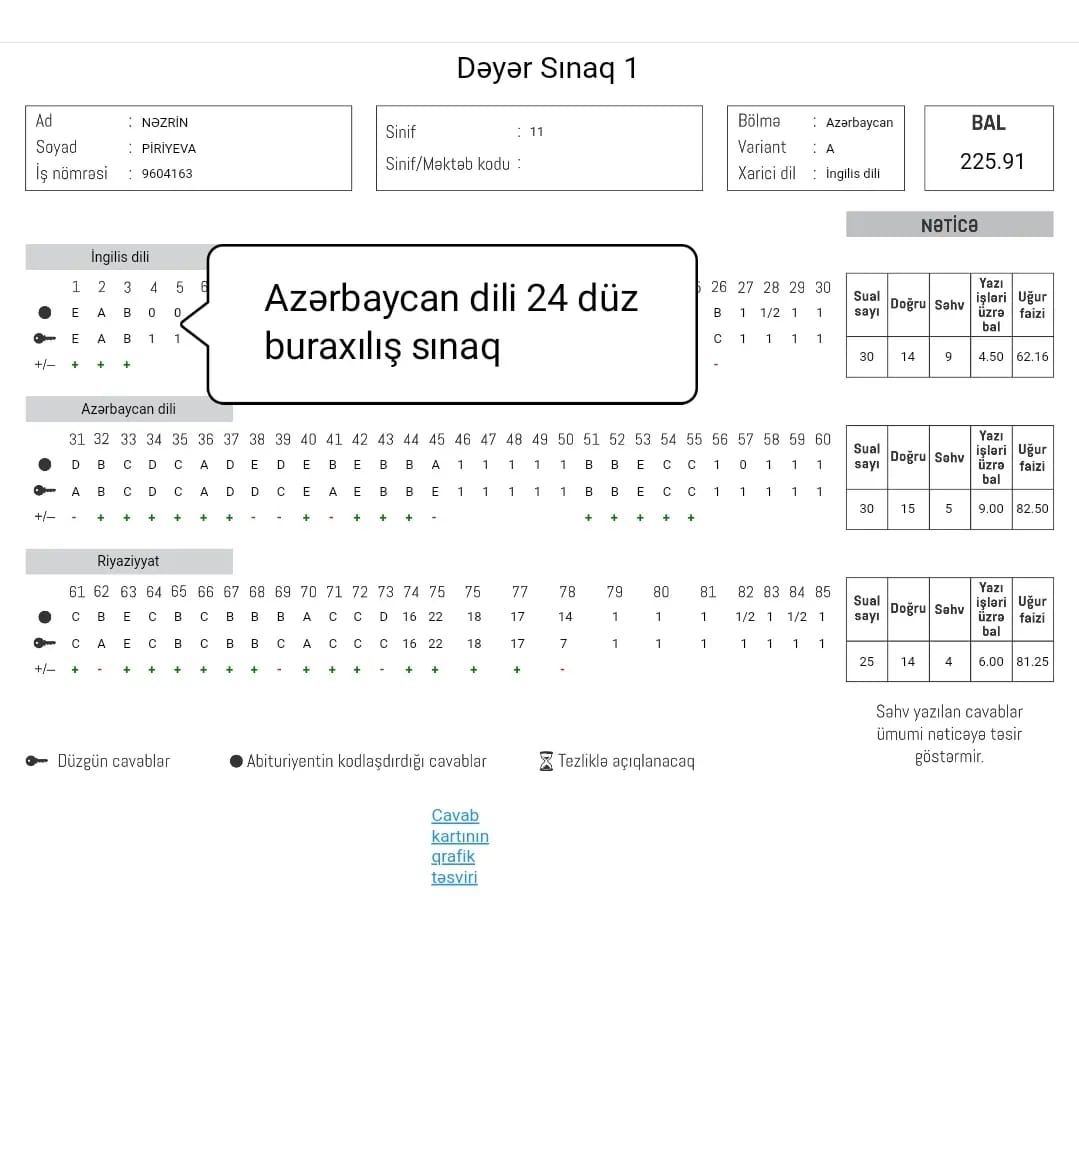 Dəyər Sınaq 1
Ad : NƏZRİN
Soyad : PİRİYEVA
İş nömrəsi : 9604163
Sinif : 11
Sinif/Məktəb kodu :
Bölmə : Azərbaycan
Variant : A
Xarici dil : İngilis dili
BAL
225.91
NƏTİCƏ
İngilis dili
1 2 3 4 5 26 27 28 29 30
E A B 0 0 B 1 1/2 1 1
E A B 1 1 C 1 1 1 1
+/– + + + -
Azərbaycan dili 24 düz
buraxılış sınaq
Sual sayı Doğru Səhv Yazı işləri üzrə bal Uğur faizi
30 14 9 4.50 62.16
Azərbaycan dili
31 32 33 34 35 36 37 38 39 40 41 42 43 44 45 46 47 48 49 50 51 52 53 54 55 56 57 58 59 60
D B C D C A D E D E B E B B A 1 1 1 1 1 B B E C C 1 0 1 1 1
A B C D C A D D C E A E B B E 1 1 1 1 1 B B E C C 1 1 1 1 1
+/– - + + + + + + - - + - + + + - + + + + +
Sual sayı Doğru Səhv Yazı işləri üzrə bal Uğur faizi
30 15 5 9.00 82.50
Riyaziyyat
61 62 63 64 65 66 67 68 69 70 71 72 73 74 75 75 77 78 79 80 81 82 83 84 85
C B E C B C B B B A C C D 16 22 18 17 14 1 1 1 1/2 1 1/2 1
C A E C B C B B C A C C C 16 22 18 17 7 1 1 1 1 1 1 1
+/– + - + + + + + + - + + + - + + + + -
Sual sayı Doğru Səhv Yazı işləri üzrə bal Uğur faizi
25 14 4 6.00 81.25
Səhv yazılan cavablar
ümumi nəticəyə təsir
göstərmir.
Düzgün cavablar
Abituriyentin kodlaşdırdığı cavablar
Tezliklə açıqlanacaq
Cavab
kartının
qrafik
təsviri